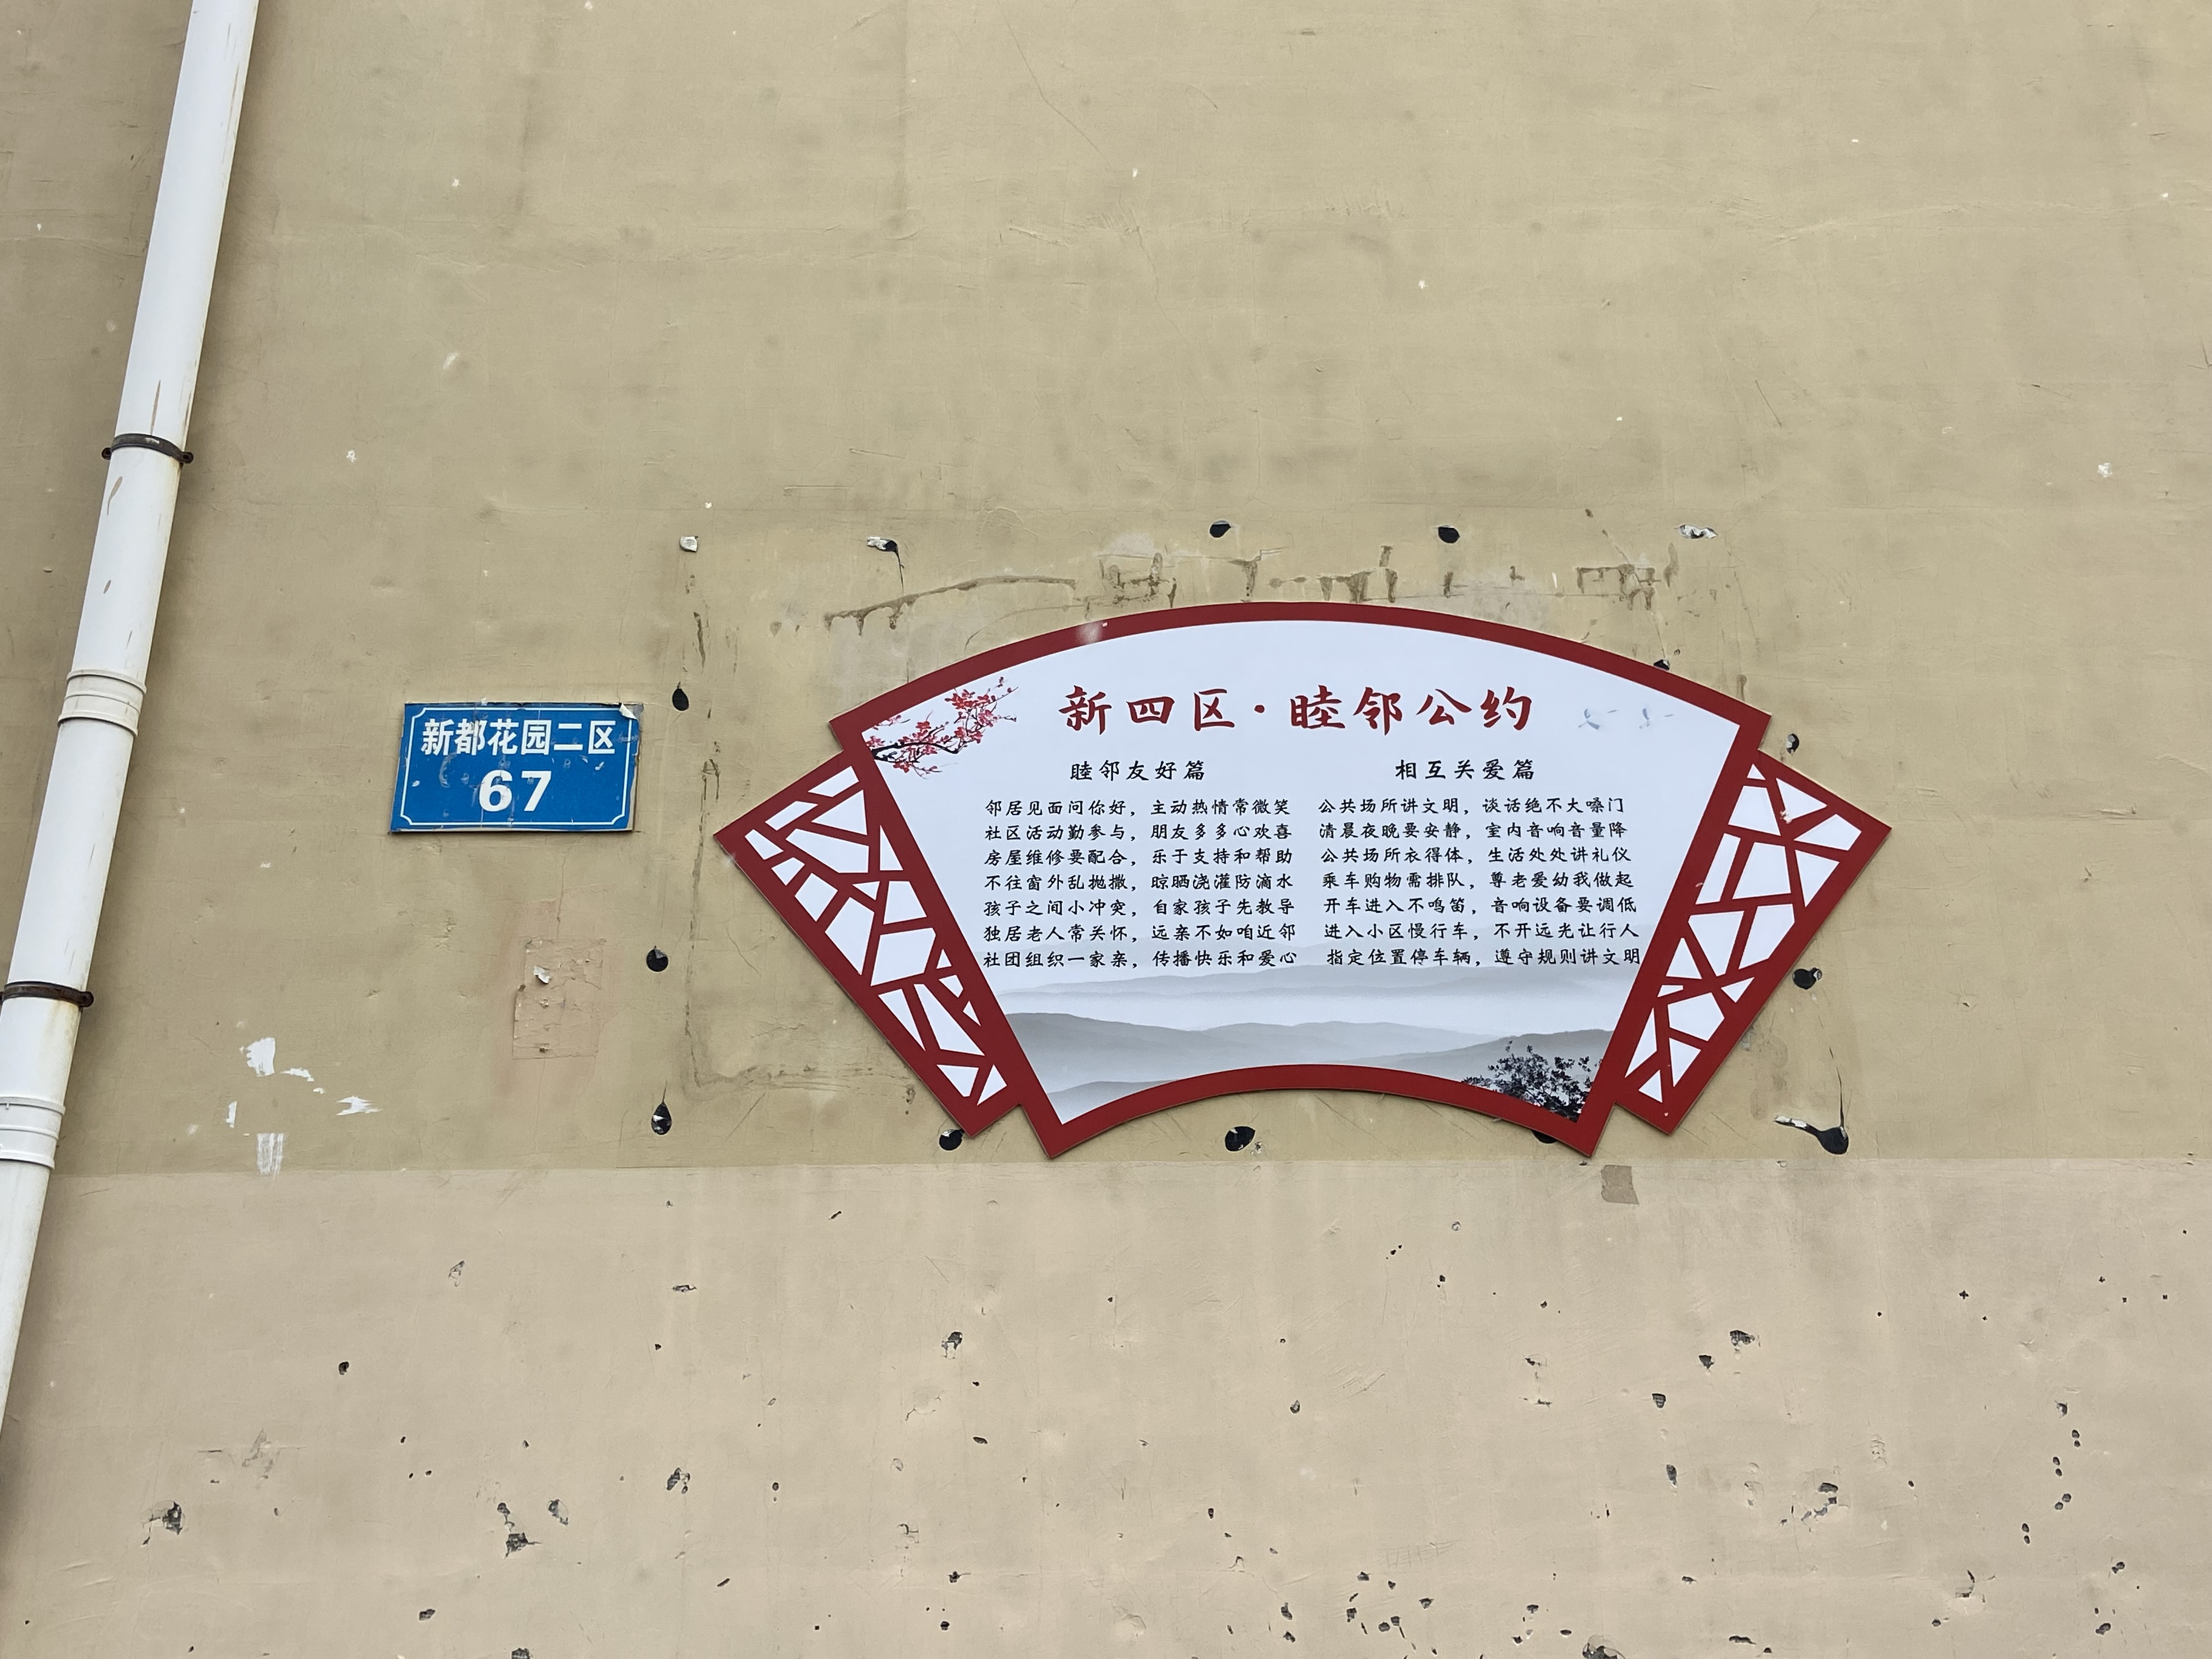 新都花园二区
67
新四区·睦邻公约
睦邻友好篇
邻居见面问你好，主动热情常微笑
社区活动勤参与，朋友多多心欢喜
房屋维修要配合，乐于支持和帮助
不往窗外乱抛撒，晾晒浇灌防滴水
孩子之间小冲突，自家孩子先教导
独居老人常关怀，远亲不如咱近邻
社团组织一家亲，传播快乐和爱心
相互关爱篇
公共场所讲文明，谈话绝不大嗓门
清晨夜晚要安静，室内音响音量降
公共场所衣得体，生活处处讲礼仪
乘车购物需排队，尊老爱幼我做起
开车进入不鸣笛，音响设备要调低
进入小区慢行车，不开远光让行人
指定位置停车辆，遵守规则讲文明